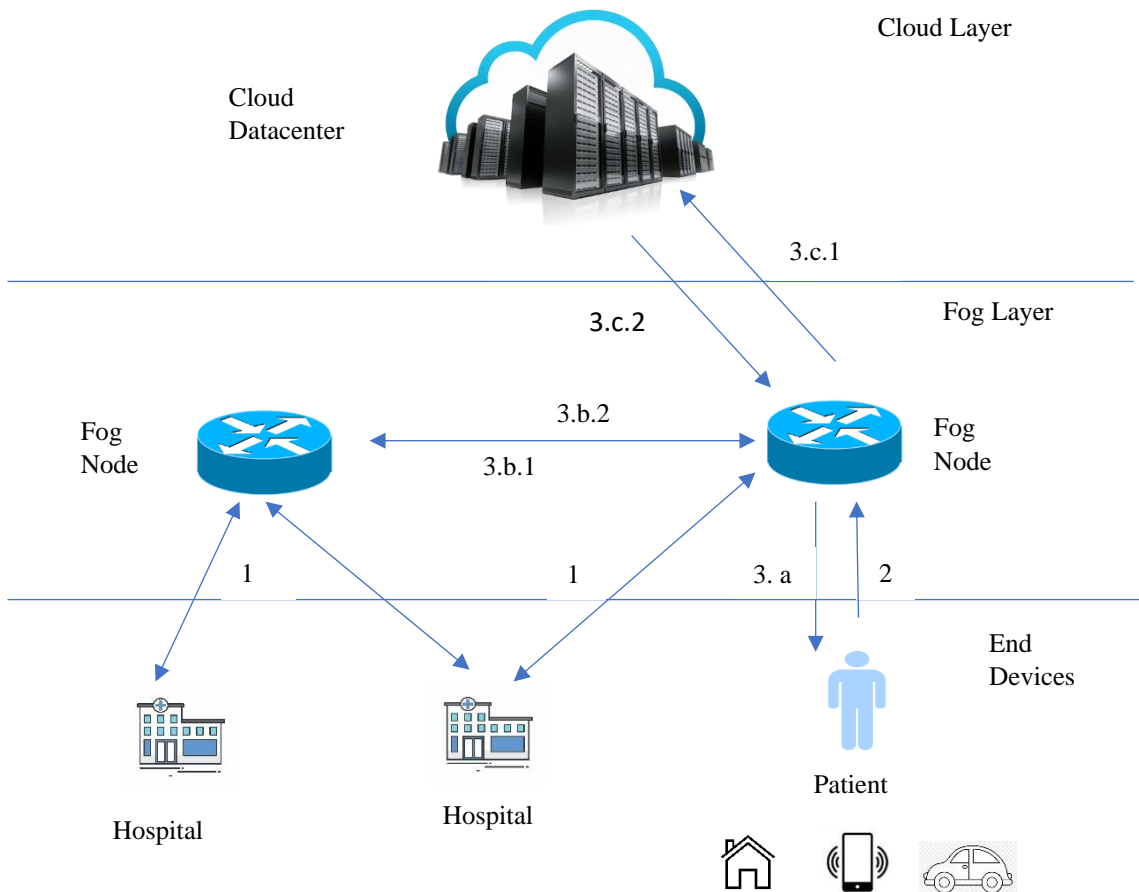 Cloud Layer
Cloud
Datacenter
3.c.1
Fog Layer
3.c.2
3.b.2
Fog
Node
Fog
Node
3.b.1
1
1
3. a
2
End
Devices
Patient
Hospital
Hospital